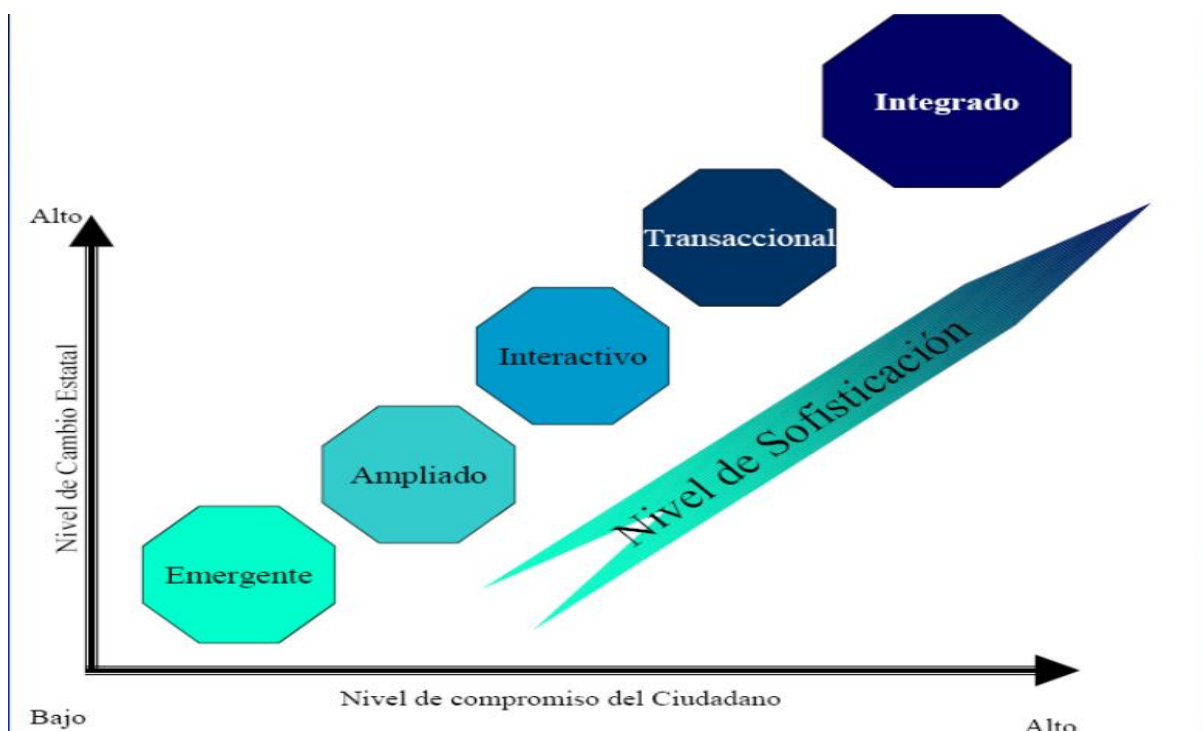 Integrado
Alto
Transaccional
Interactivo
Nivel de Cambio Estatal
Nivel de Sofisticación
Ampliado
Emergente
Nivel de compromiso del Ciudadano
Bajo
Alto